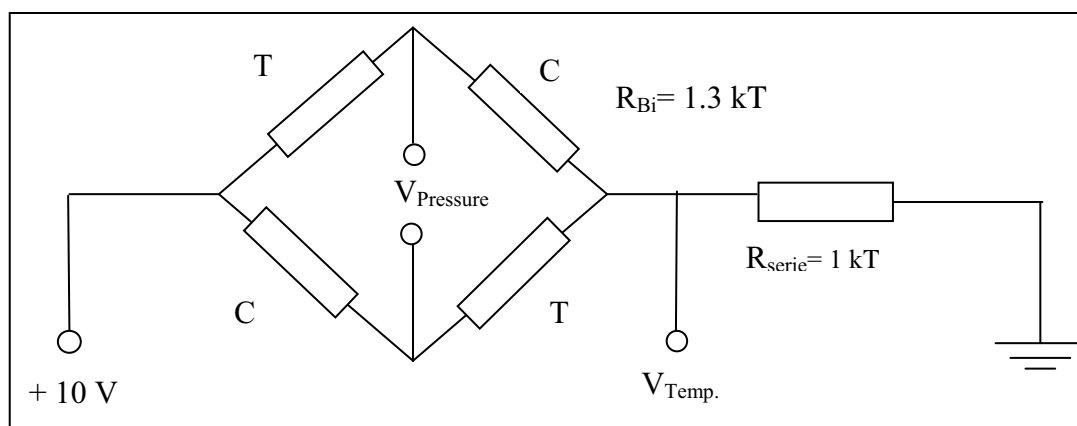 T
C
R_Bi= 1.3 kT
V_Pressure
R_serie= 1 kT
C
T
+ 10 V
V_Temp.